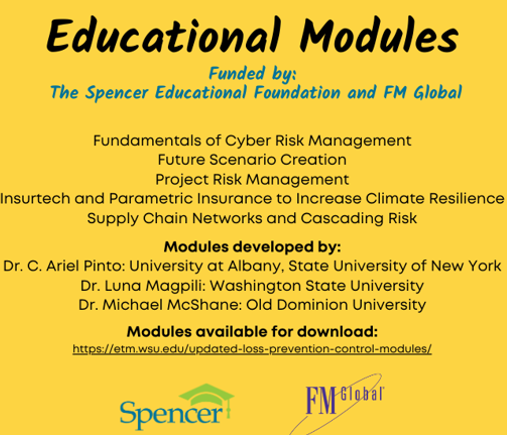 Educational Modules
Funded by:
The Spencer Educational Foundation and FM Global
Fundamentals of Cyber Risk Management
Future Scenario Creation
Project Risk Management
Insurtech and Parametric Insurance to Increase Climate Resilience
Supply Chain Networks and Cascading Risk
Modules developed by:
Dr. C. Ariel Pinto: University at Albany, State University of New York
Dr. Luna Magpili: Washington State University
Dr. Michael McShane: Old Dominion University
Modules available for download:
https://etm.wsu.edu/updated-loss-prevention-control-modules/
Spencer
FM Global